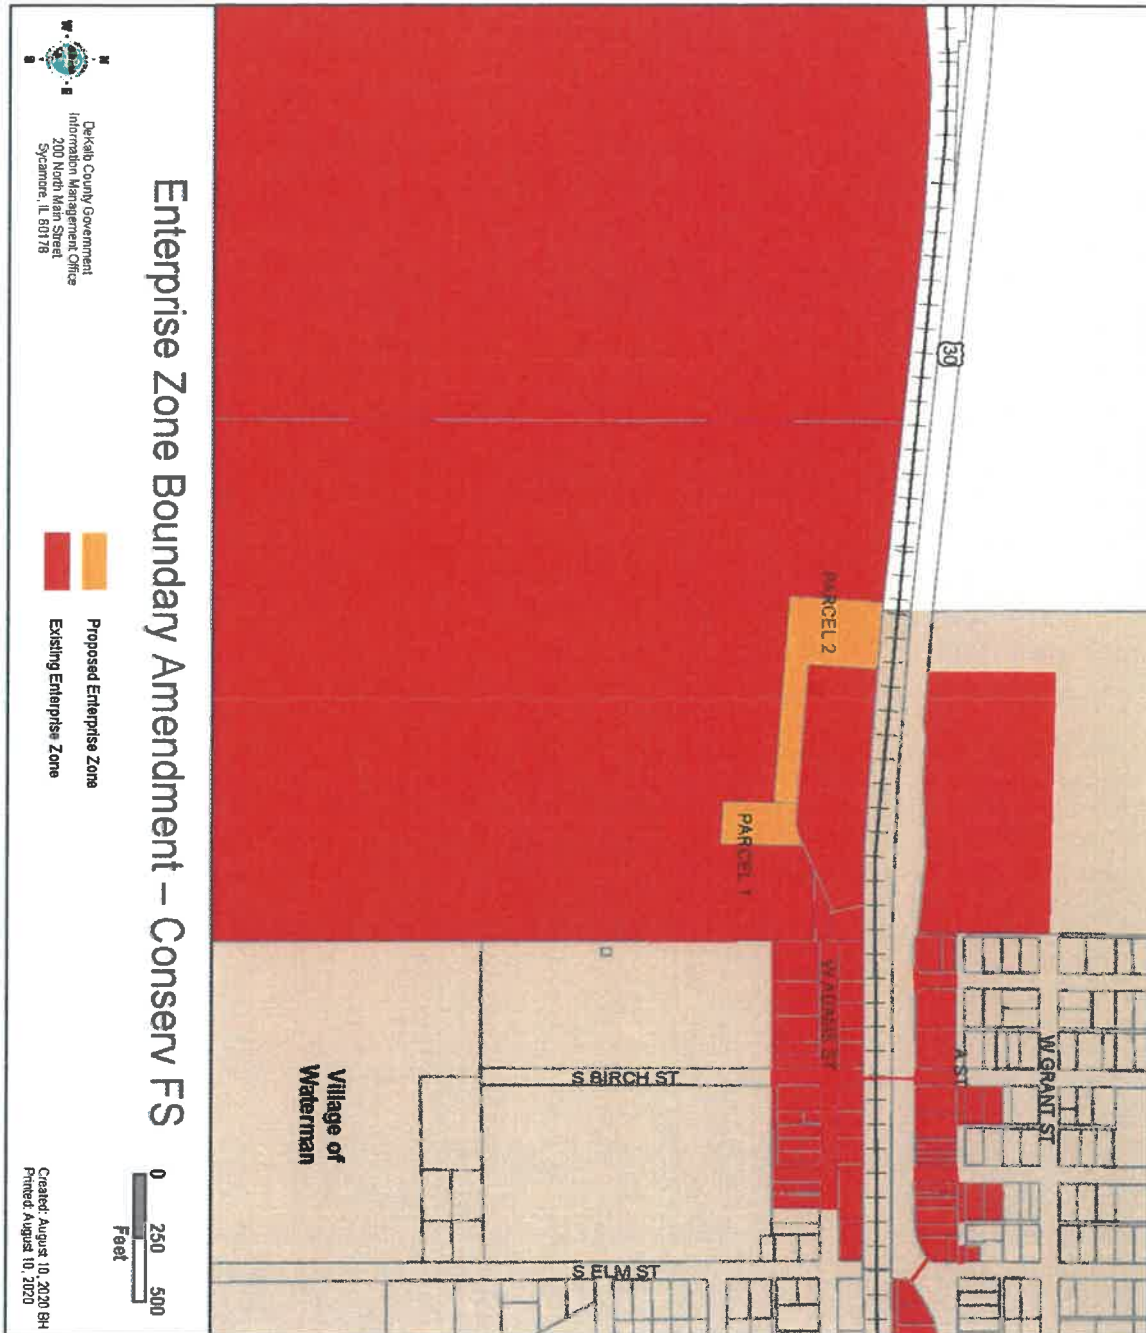 30
PARCEL 2
PARCEL 1
W ADAMS ST
A ST
W GRANT ST
S BIRCH ST
S ELM ST
Village of
Waterman
Enterprise Zone Boundary Amendment – Conserv FS
N
W
E
S
DeKalb County Government
Information Management Office
200 North Main Street
Sycamore, IL 60178
Proposed Enterprise Zone
Existing Enterprise Zone
0 250 500
Feet
Created: August 10, 2020 BH
Printed: August 10, 2020